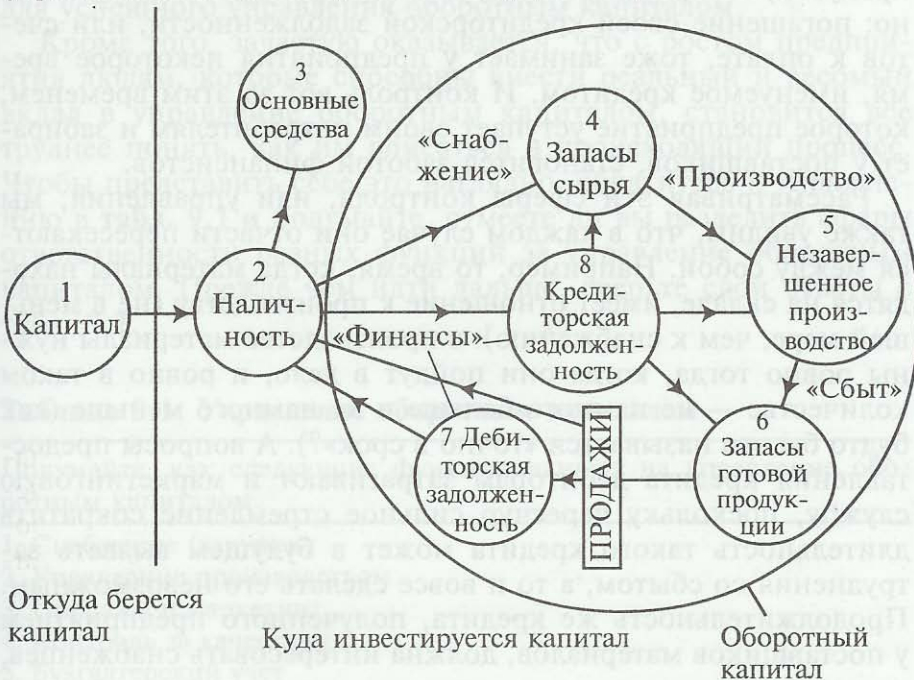 3
Основные
средства
«Снаб-
жение»
4
Запасы
сырья
«Производство»
1
Капитал
2
Налич-
ность
«Финансы»
8
Креди-
торская
задолжен-
ность
5
Незавер-
шенное
произ-
водство
«Сбыт»
7 Деби-
торская
задолжен-
ность
ПРОДАЖИ
6
Запасы
готовой
продук-
ции
Откуда берется
капитал
Куда инвестируется капитал
Оборотный
капитал